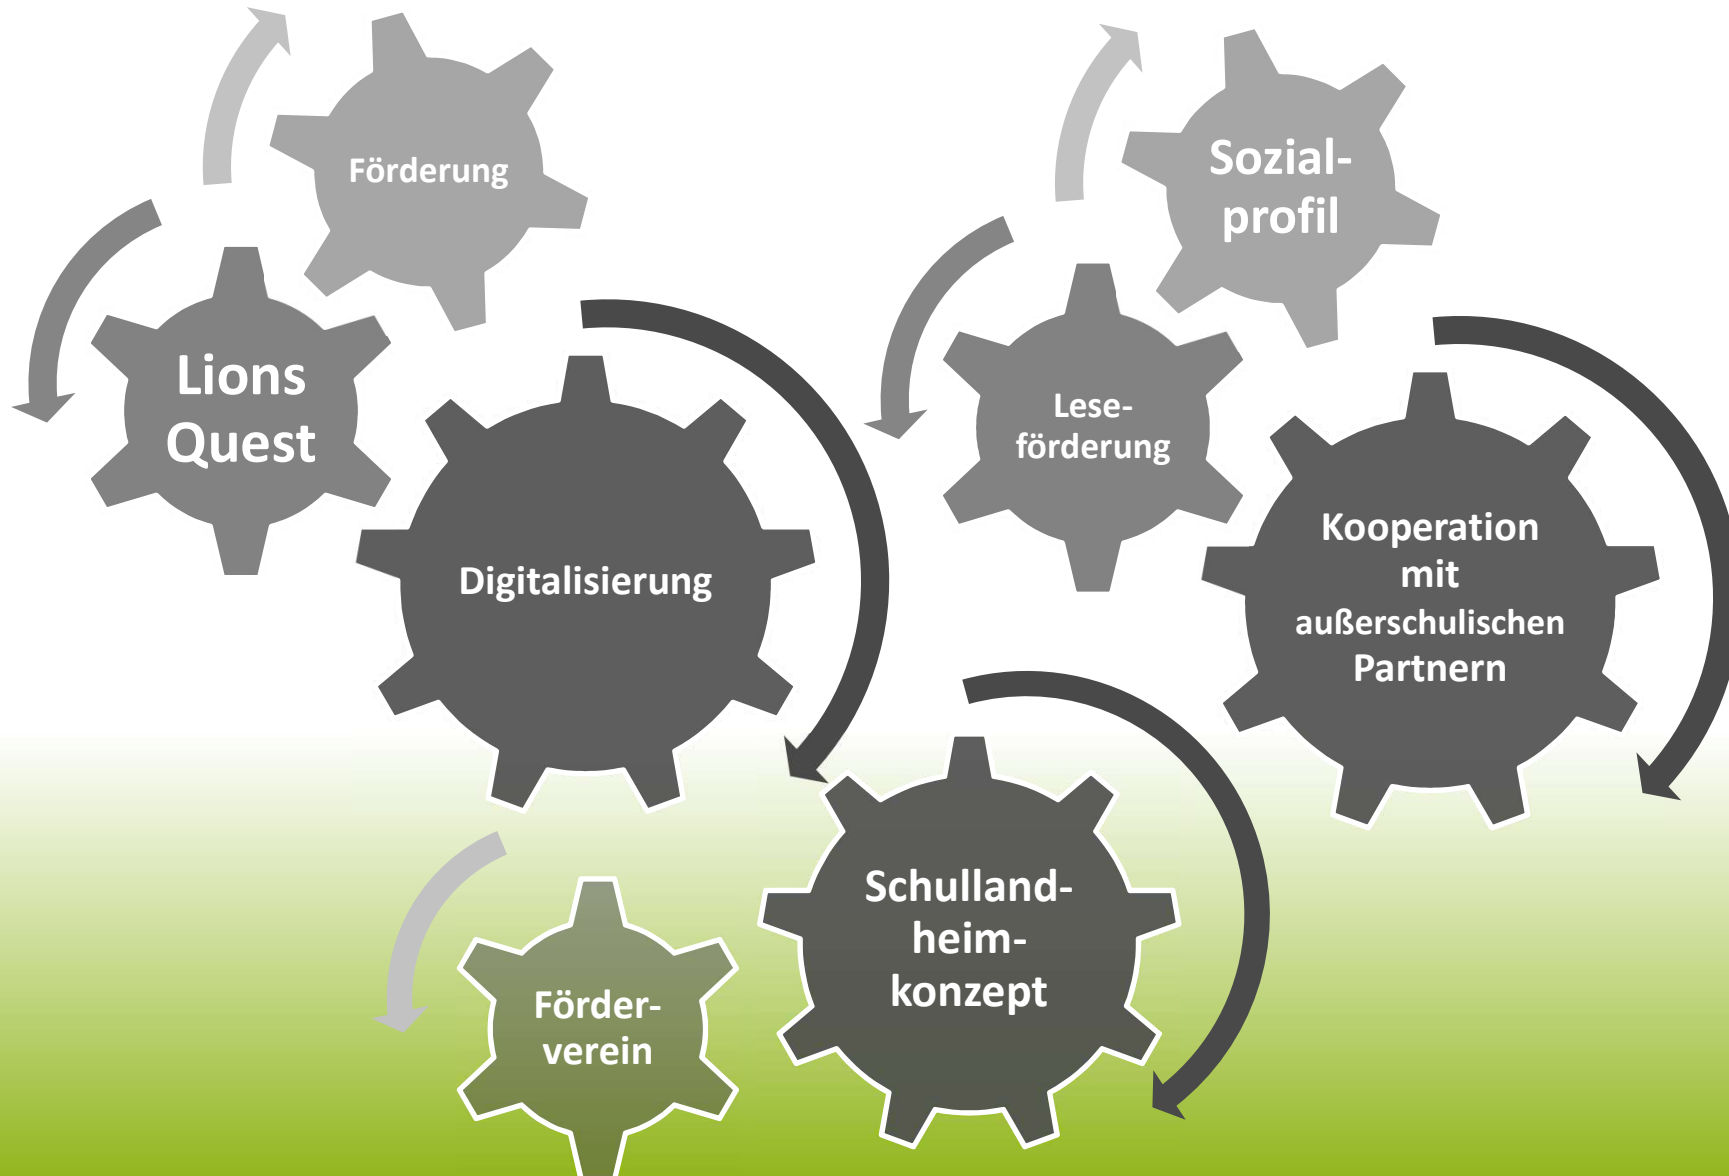 Förderung
Lions
Quest
Digitalisierung
Sozial-
profil
Lese-
förderung
Kooperation
mit
außerschulischen
Partnern
Schulland-
heim-
konzept
Förder-
verein